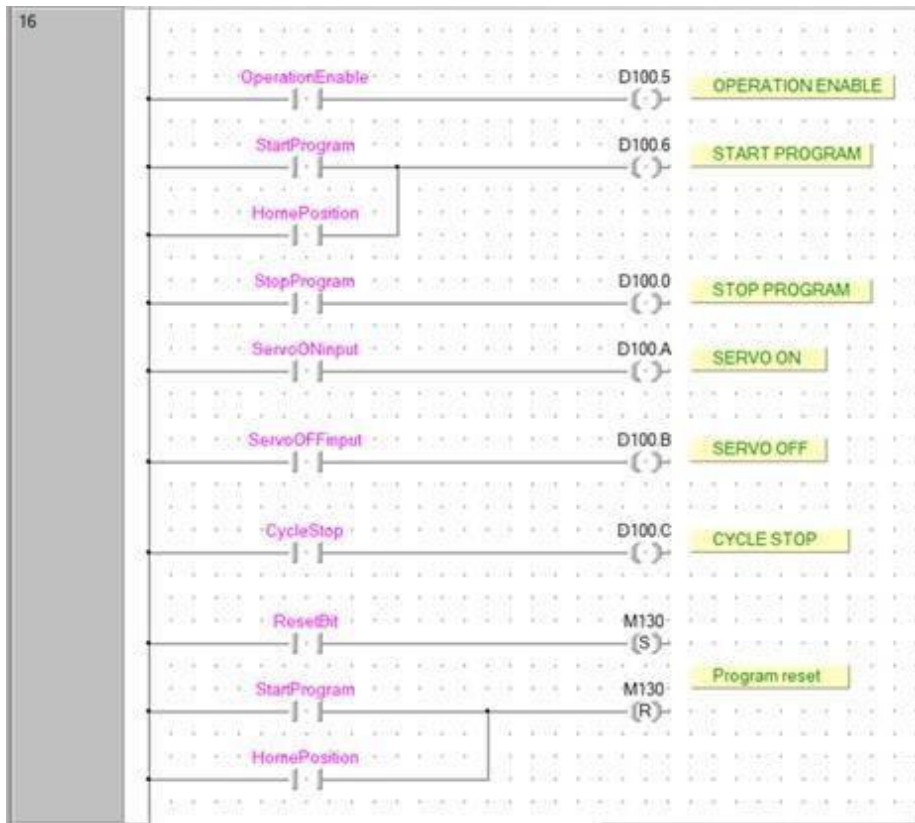 16
OperationEnable D100.5 OPERATION ENABLE
StartProgram D100.6 START PROGRAM
HomePosition
StopProgram D100.0 STOP PROGRAM
ServoONinput D100.A SERVO ON
ServoOFFinput D100.B SERVO OFF
CycleStop D100.C CYCLE STOP
ResetBit M130
S
Program reset
StartProgram M130
R
HomePosition